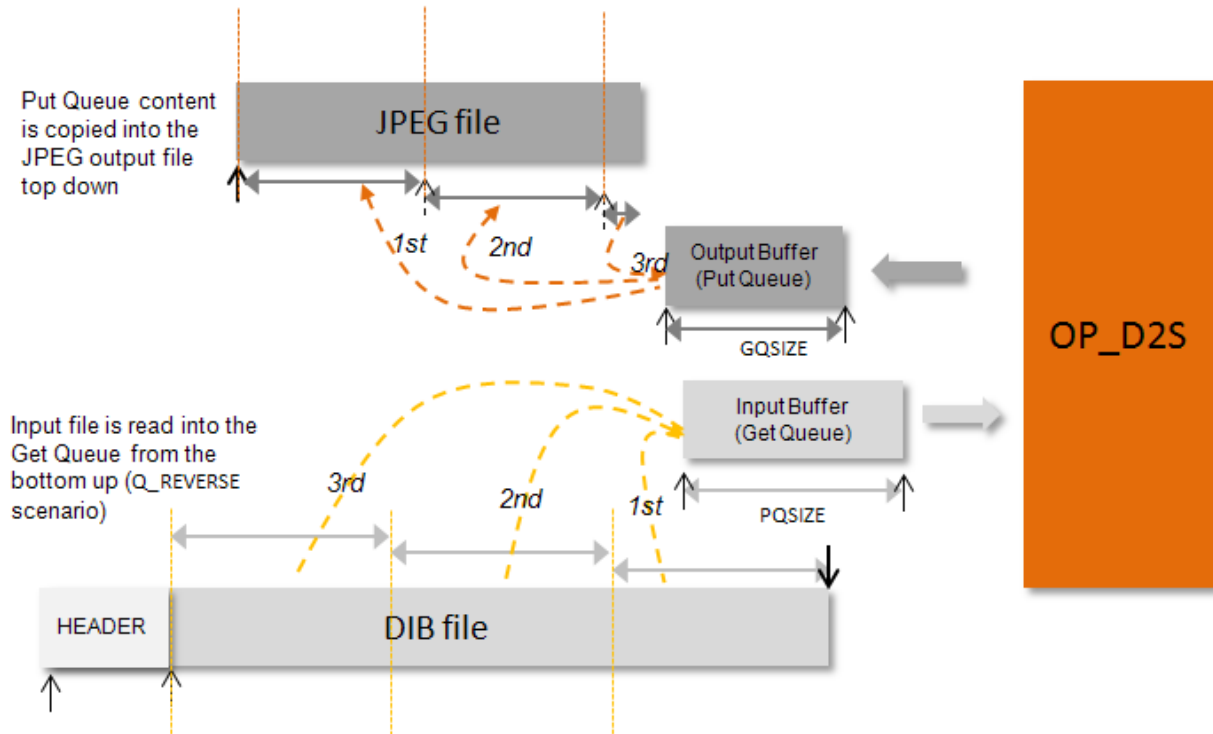 Put Queue content
is copied into the
JPEG output file
top down
JPEG file
1st
2nd
3rd
Output Buffer
(Put Queue)
GQSIZE
OP_D2S
Input file is read into the
Get Queue from the
bottom up (Q_REVERSE
scenario)
Input Buffer
(Get Queue)
PQSIZE
3rd
2nd
1st
HEADER
DIB file